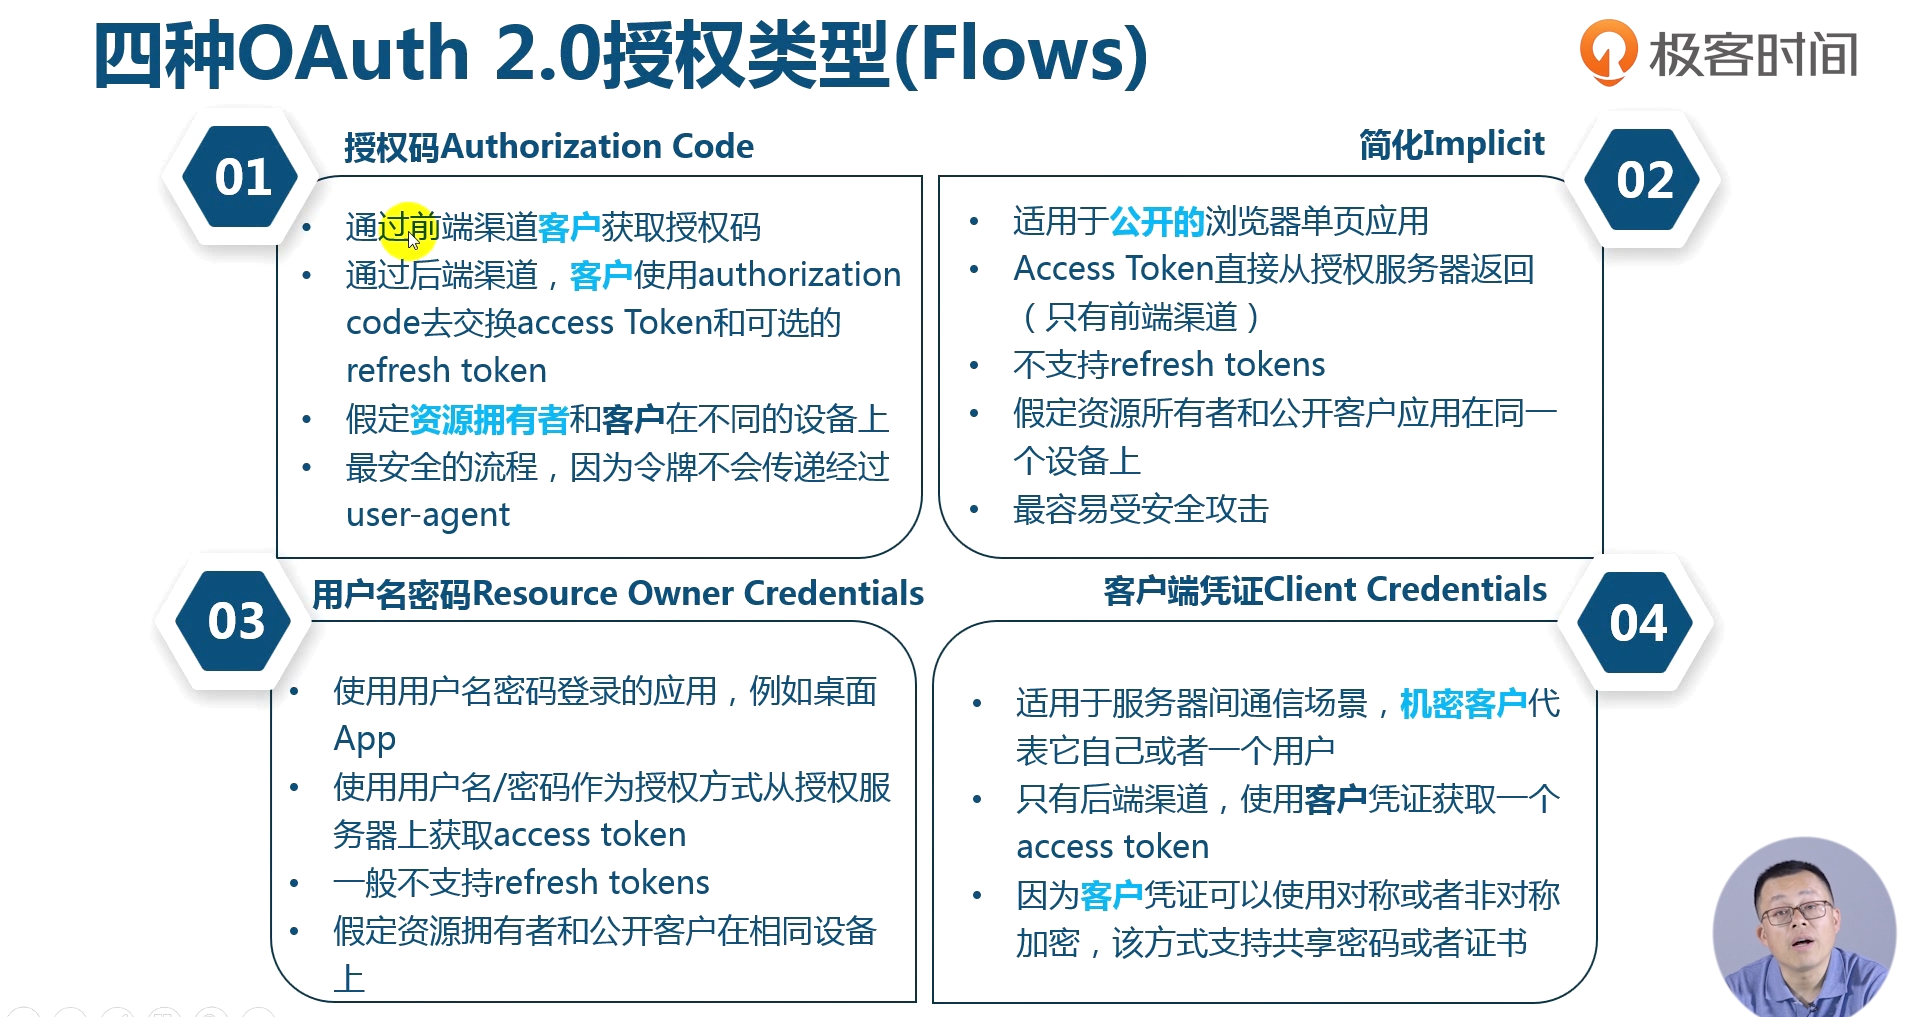 四种OAuth 2.0授权类型(Flows)
极客时间
01
授权码Authorization Code
• 通过前端渠道客户获取授权码
• 通过后端渠道，客户使用authorization
code去交换access Token和可选的
refresh token
• 假定资源拥有者和客户在不同的设备上
• 最安全的流程，因为令牌不会传递经过
user-agent
简化Implicit
02
• 适用于公开的浏览器单页应用
• Access Token直接从授权服务器返回
（只有前端渠道）
• 不支持refresh tokens
• 假定资源所有者和公开客户应用在同一
个设备上
• 最容易受安全攻击
03
用户名密码Resource Owner Credentials
• 使用用户名密码登录的应用，例如桌面
App
• 使用用户名/密码作为授权方式从授权服
务器上获取access token
• 一般不支持refresh tokens
• 假定资源拥有者和公开客户在相同设备
上
客户端凭证Client Credentials
04
• 适用于服务器间通信场景，机密客户代
表它自己或者一个用户
• 只有后端渠道，使用客户凭证获取一个
access token
• 因为客户凭证可以使用对称或者非对称
加密，该方式支持共享密码或者证书